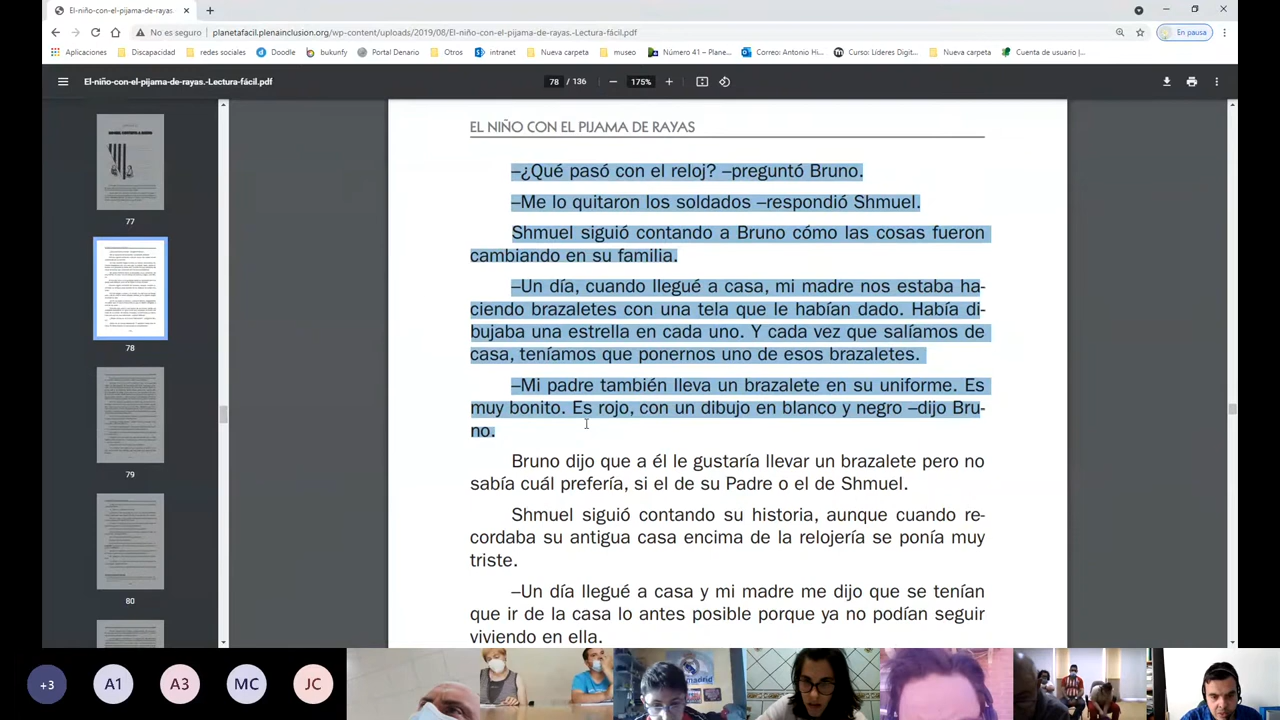 El-niño-con-el-pijama-de-rayas.
No es seguro
planetafacil.plenainclusion.org/wp-content/uploads/2019/08/El-niño-con-el-pijama-de-rayas.-Lectura-fácil.pdf
En pausa
Aplicaciones
Discapacidad
redes sociales
Doodle
bukunfy
Portal Denario
Otros
intranet
Nueva carpeta
museo
Número 41 – Plane...
Correo: Antonio Hi...
Curso: Líderes Digit...
Nueva carpeta
Cuenta de usuario|...
El-niño-con-el-pijama-de-rayas.-Lectura-fácil.pdf
78 / 136
175%
77
78
79
80
EL NIÑO CON EL PIJAMA DE RAYAS
–¿Qué pasó con el reloj? –preguntó Bruno.
–Me lo quitaron los soldados –respondió Shmuel.
Shmuel siguió contando a Bruno cómo las cosas fueron
cambiando en su familia.
–Un día, cuando llegué a casa, mi madre nos estaba ha-
ciendo brazaletes con una tela que le habían dado. Había di-
bujaba una estrella en cada uno. Y cada vez que salíamos de
casa, teníamos que ponernos uno de esos brazaletes.
–Mi padre también lleva un brazalete en su uniforme. Es
muy bonito. Es rojo, con un dibujo en blanco y negro –dijo Bru-
no.
Bruno dijo que a él le gustaría llevar un brazalete pero no
sabía cuál prefería, si el de su Padre o el de Shmuel.
Shmuel siguió contando su historia aunque cuando re-
cordaba su antigua casa encima de la relojería se ponía muy
triste.
–Un día llegué a casa y mi madre me dijo que se tenían
que ir de la casa lo antes posible porque ya no podían seguir
viviendo en ella.
+3
A1
A3
MC
JC